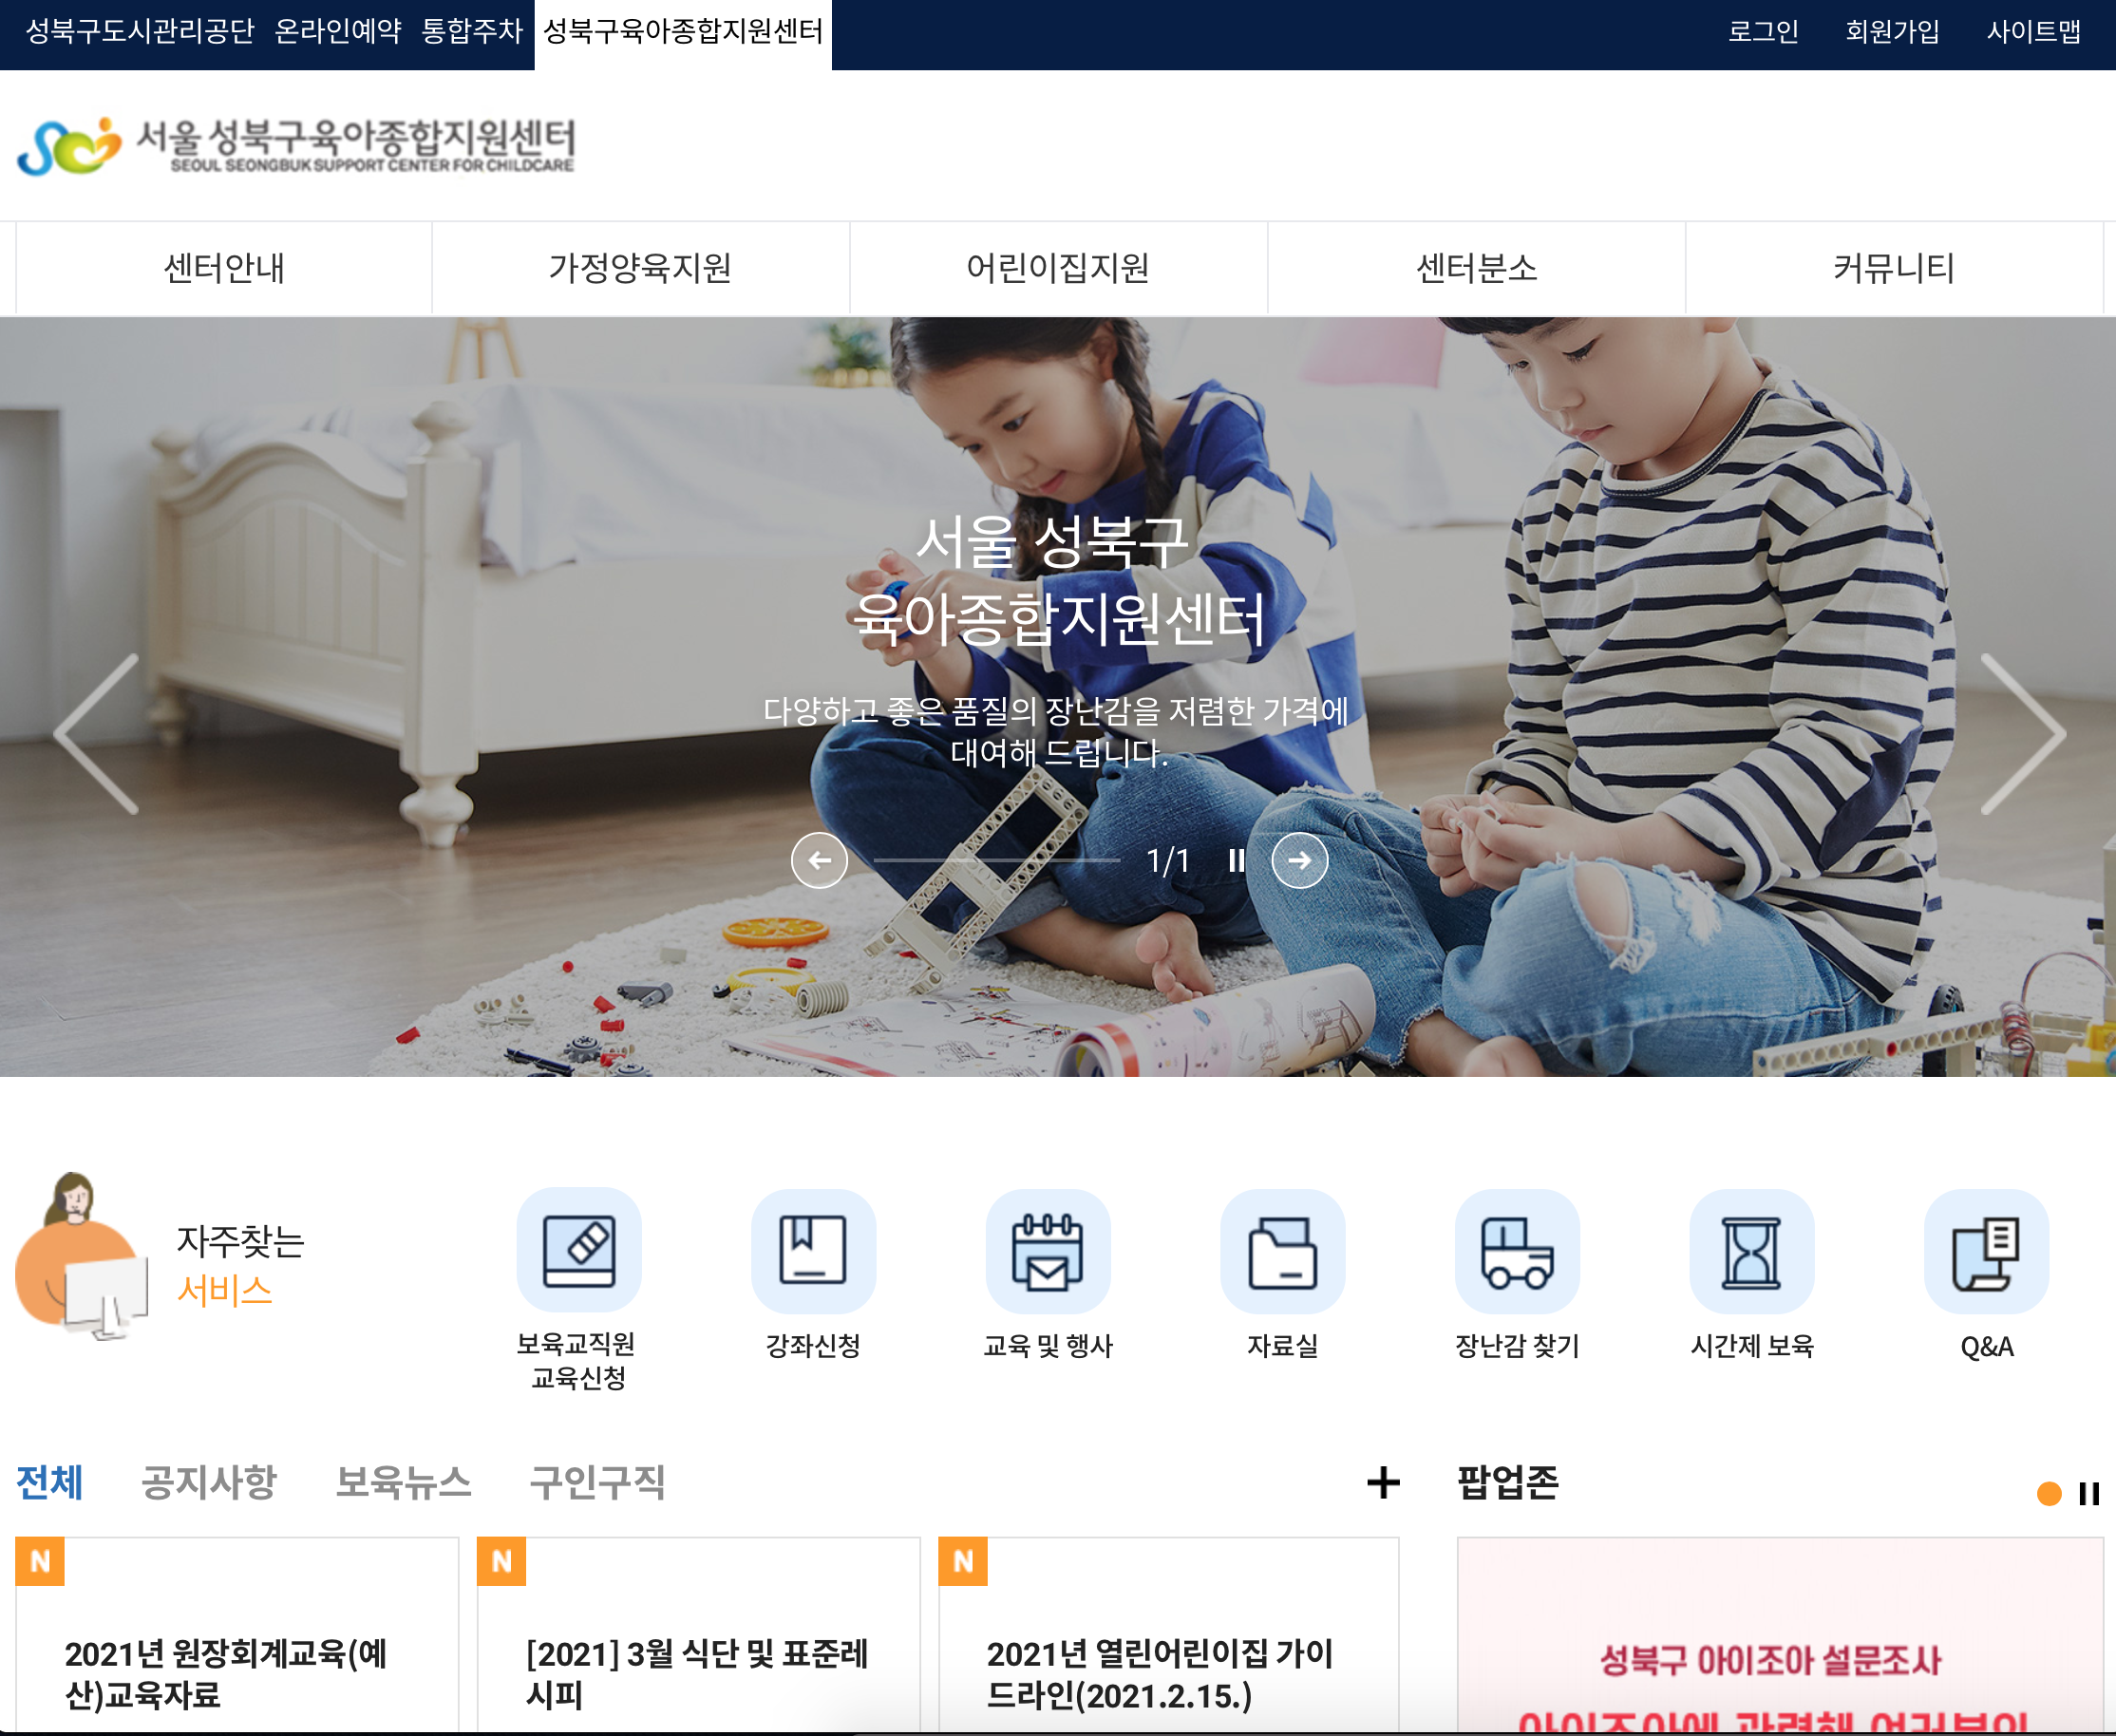 성북구도시관리공단 온라인예약 통합주차 성북구육아종합지원센터 로그인 회원가입 사이트맵
서울 성북구육아종합지원센터
SEOUL SEONGBUK SUPPORT CENTER FOR CHILDCARE
센터안내 가정양육지원 어린이집지원 센터분소 커뮤니티
서울 성북구
육아종합지원센터
다양하고 좋은 품질의 장난감을 저렴한 가격에
대여해 드립니다.
1/1
자주찾는
서비스
보육교직원
교육신청
강좌신청
교육 및 행사
자료실
장난감 찾기
시간제 보육
Q&A
전체 공지사항 보육뉴스 구인구직
팝업존
N
2021년 원장회계교육(예
산)교육자료
N
[2021] 3월 식단 및 표준레
시피
N
2021년 열린어린이집 가이
드라인(2021.2.15.)
성북구 아이조아 설문조사
아이조아에 관련해 여러분의